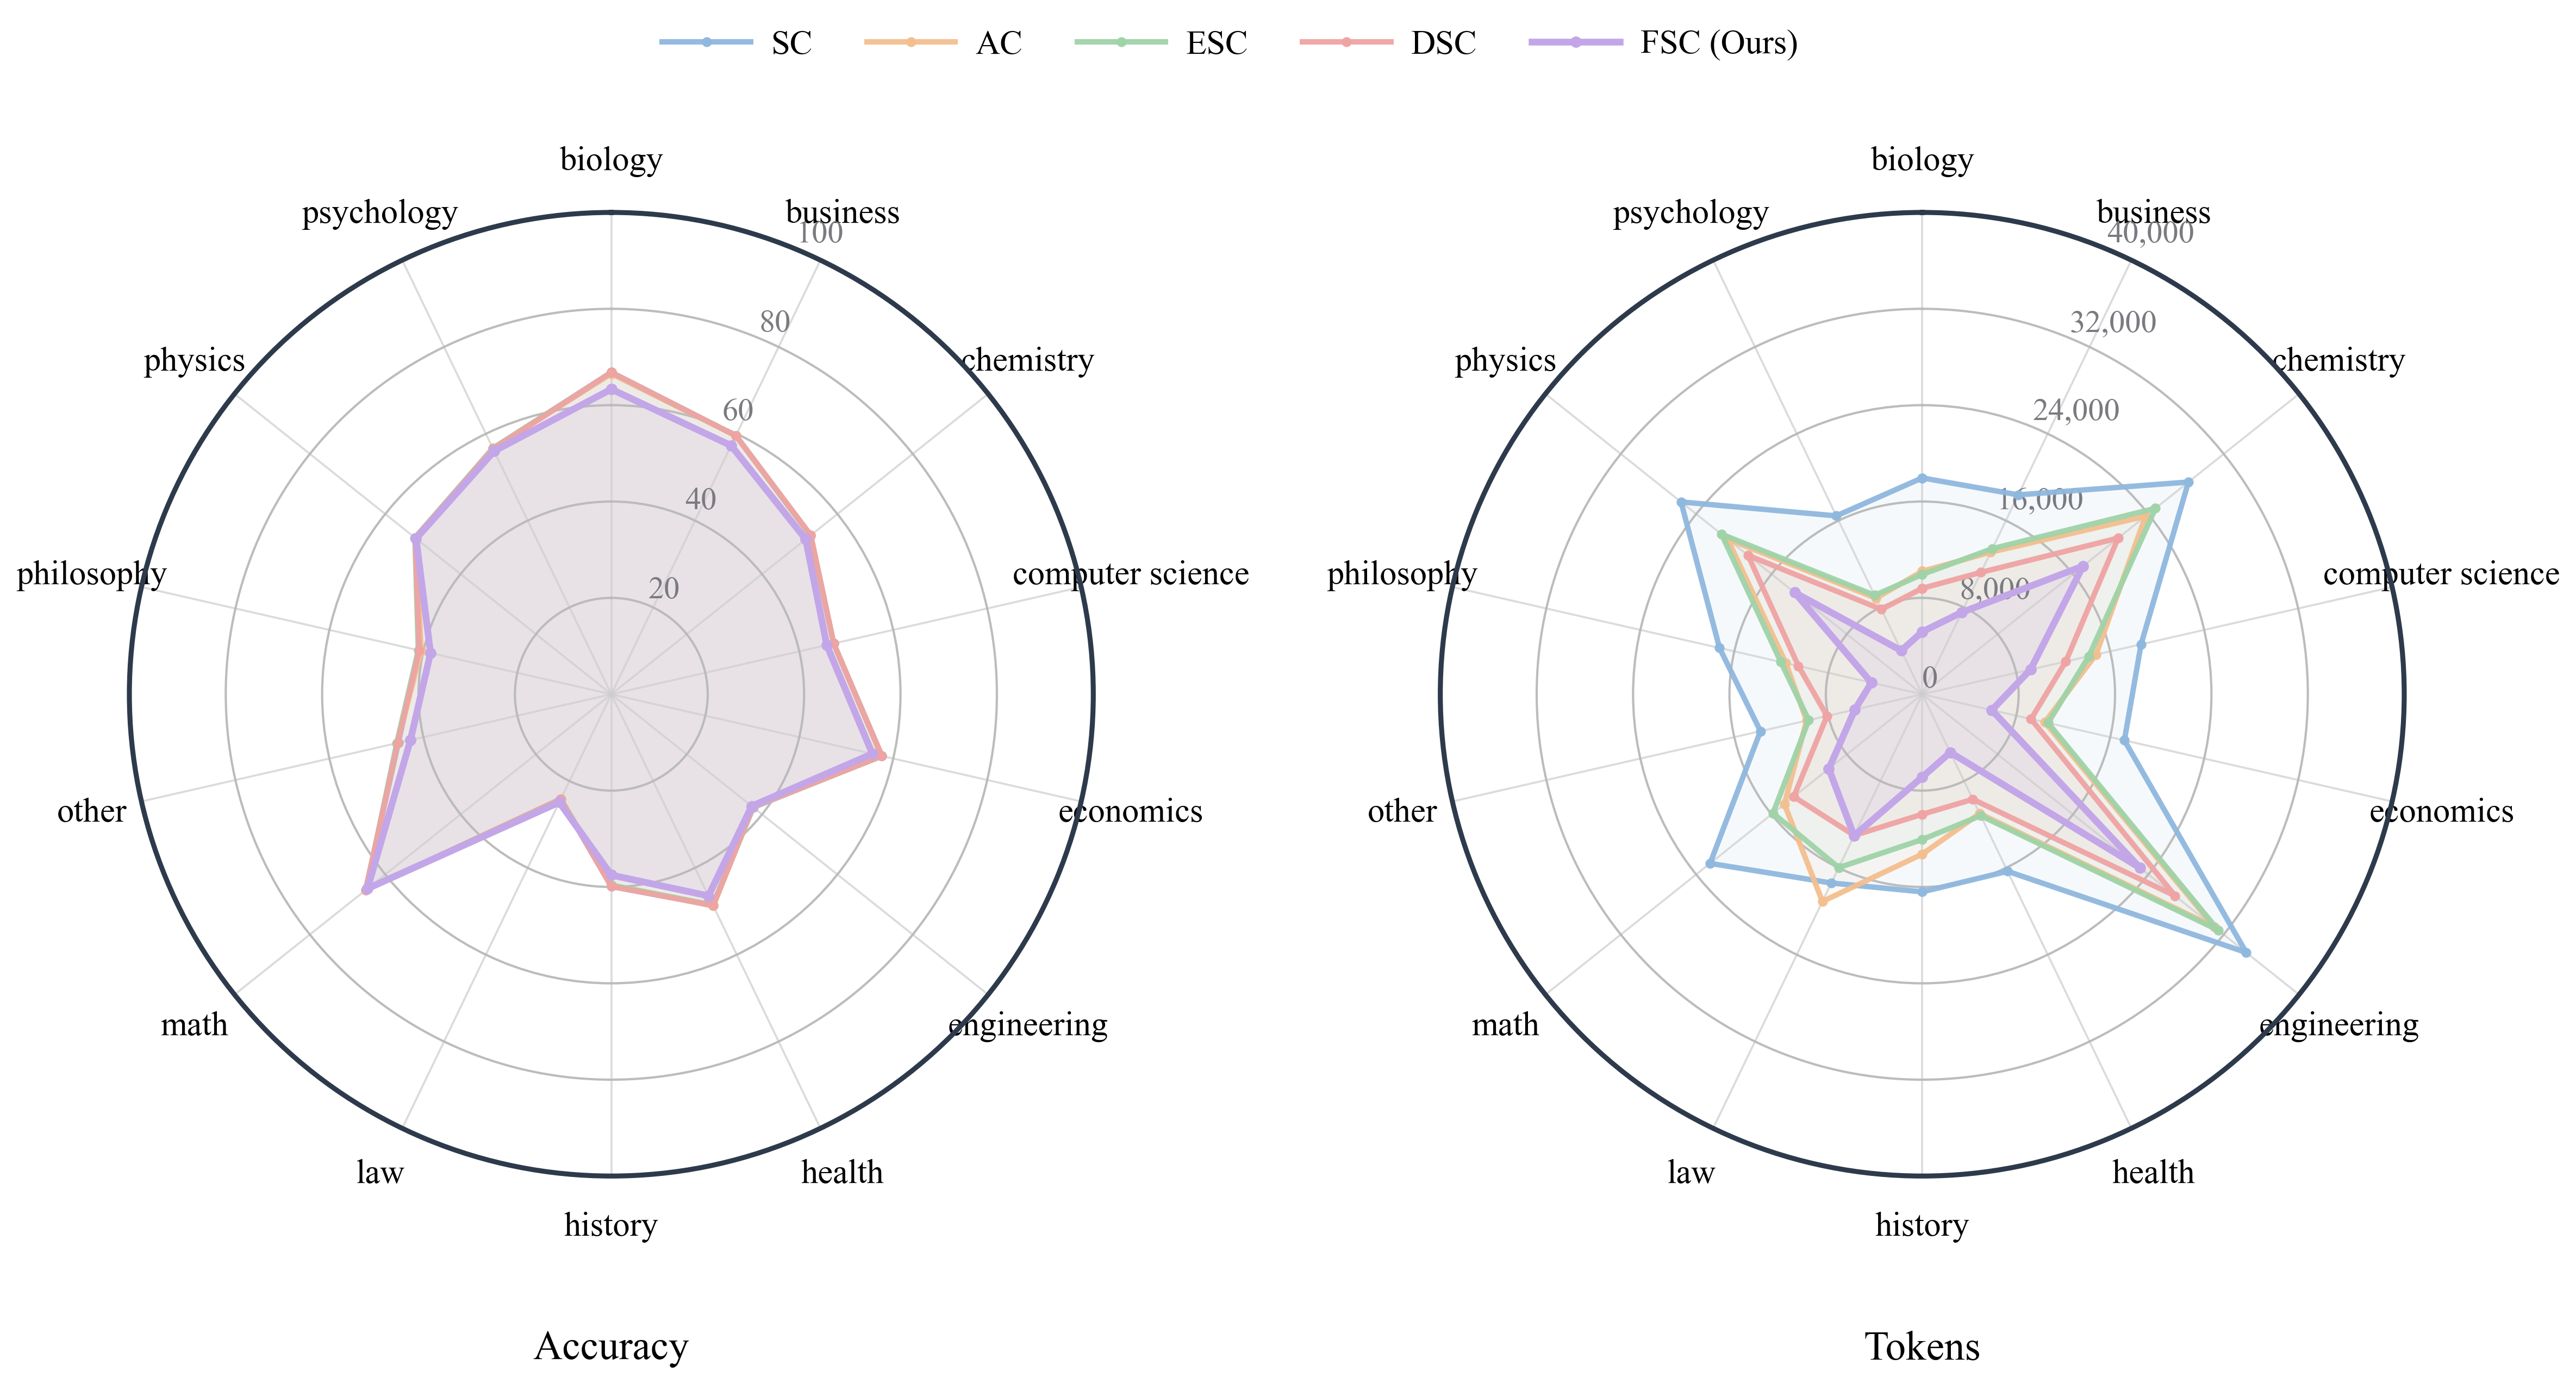 SC AC ESC DSC FSC (Ours)
biology
psychology
business
100
physics
80
chemistry
60
philosophy
40
computer science
20
other
economics
math
engineering
law
health
history
Accuracy
biology
psychology
business
40,000
physics
32,000
chemistry
24,000
philosophy
16,000
computer science
8,000
0
other
economics
math
engineering
law
health
history
Tokens